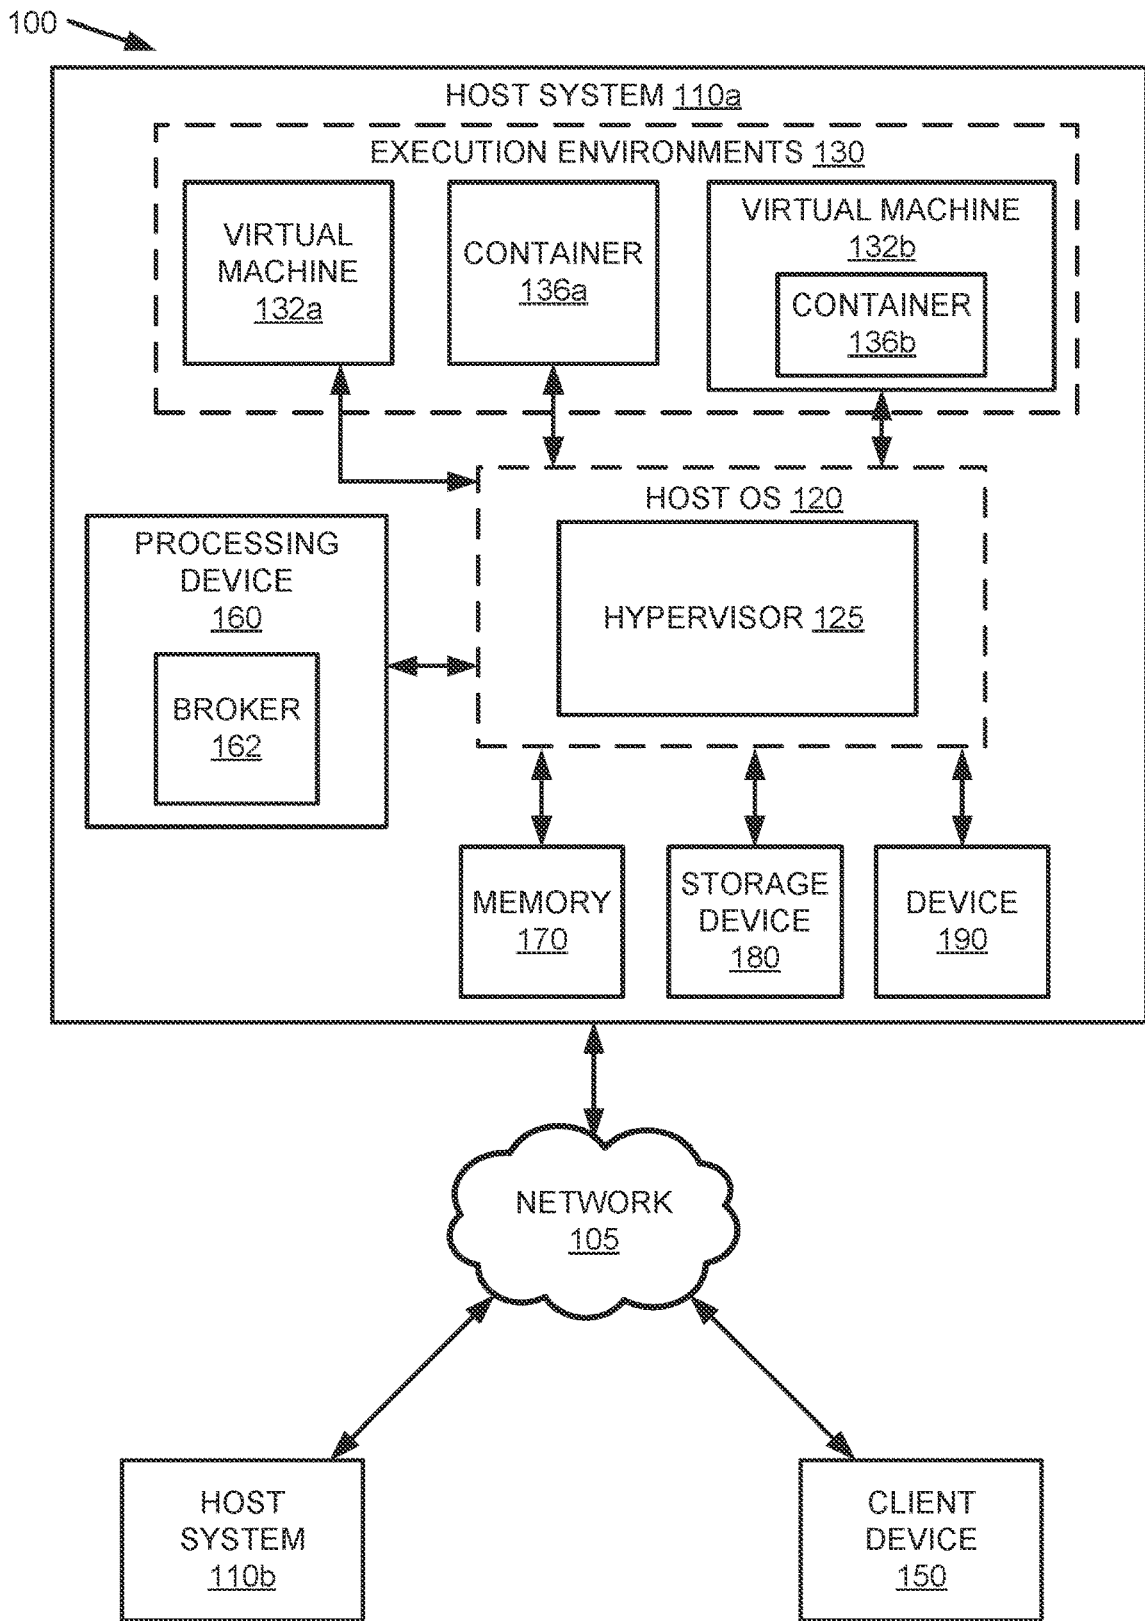 100
HOST SYSTEM 110a
EXECUTION ENVIRONMENTS 130
VIRTUAL
MACHINE
132a
CONTAINER
136a
VIRTUAL MACHINE
132b
CONTAINER
136b
HOST OS 120
HYPERVISOR 125
PROCESSING
DEVICE
160
BROKER
162
MEMORY
170
STORAGE
DEVICE
180
DEVICE
190
NETWORK
105
HOST
SYSTEM
110b
CLIENT
DEVICE
150